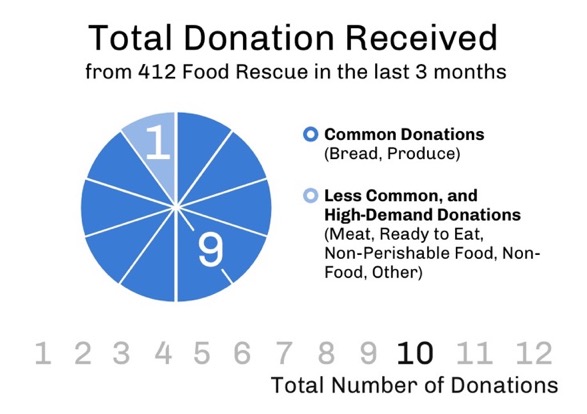 Total Donation Received
from 412 Food Rescue in the last 3 months
1
9
Common Donations
(Bread, Produce)
Less Common, and
High-Demand Donations
(Meat, Ready to Eat,
Non-Perishable Food, Non-
Food, Other)
1 2 3 4 5 6 7 8 9 10 11 12
Total Number of Donations